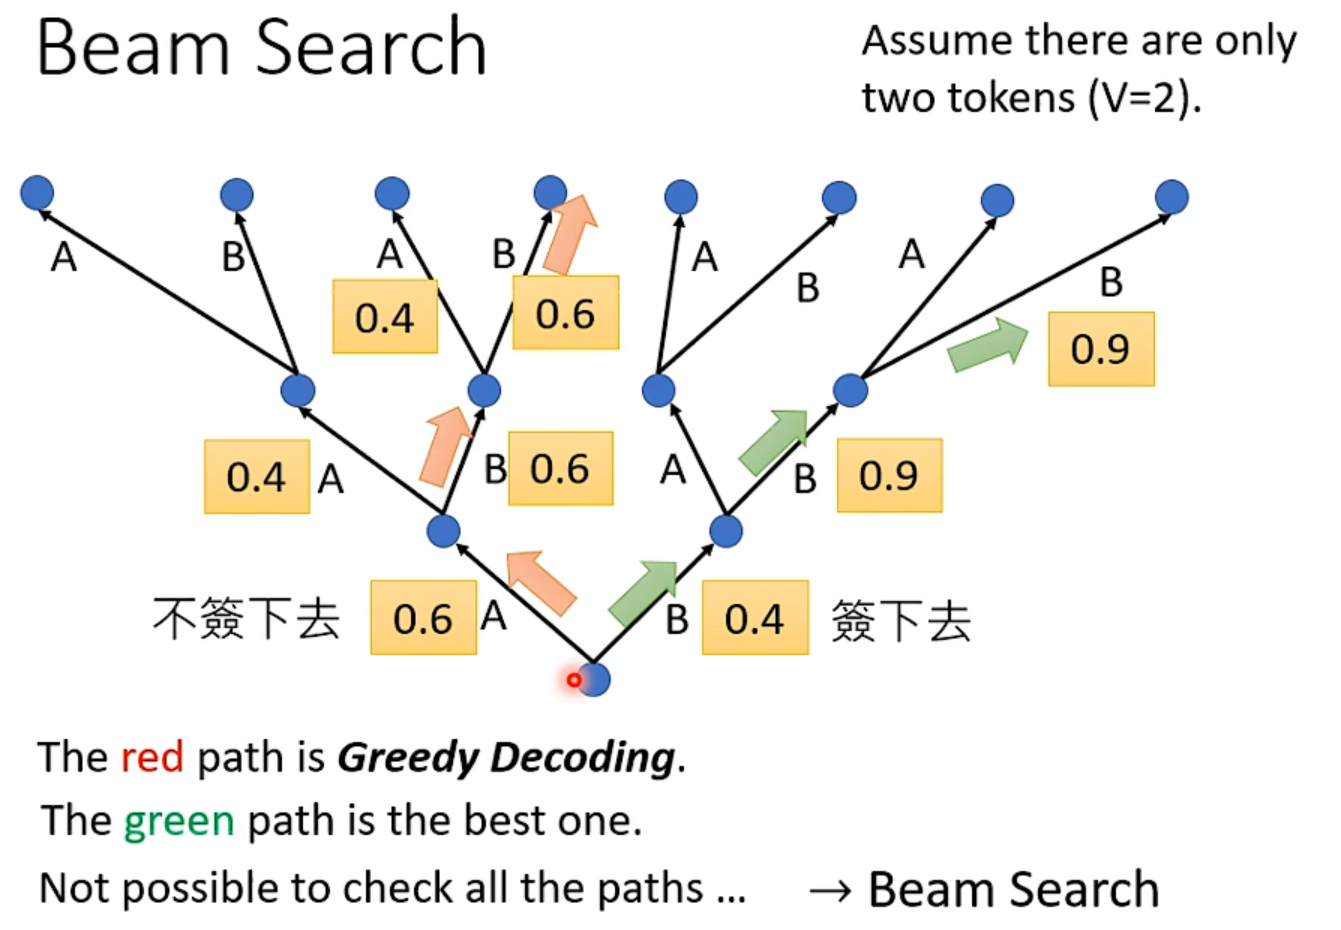 Beam Search
Assume there are only
two tokens (V=2).
A
B
A
B
A
B
A
B
0.4
0.6
0.9
0.4
A
B
0.6
A
B
0.9
不簽下去
0.6
A
B
0.4
簽下去
The red path is Greedy Decoding.
The green path is the best one.
Not possible to check all the paths ...
→ Beam Search